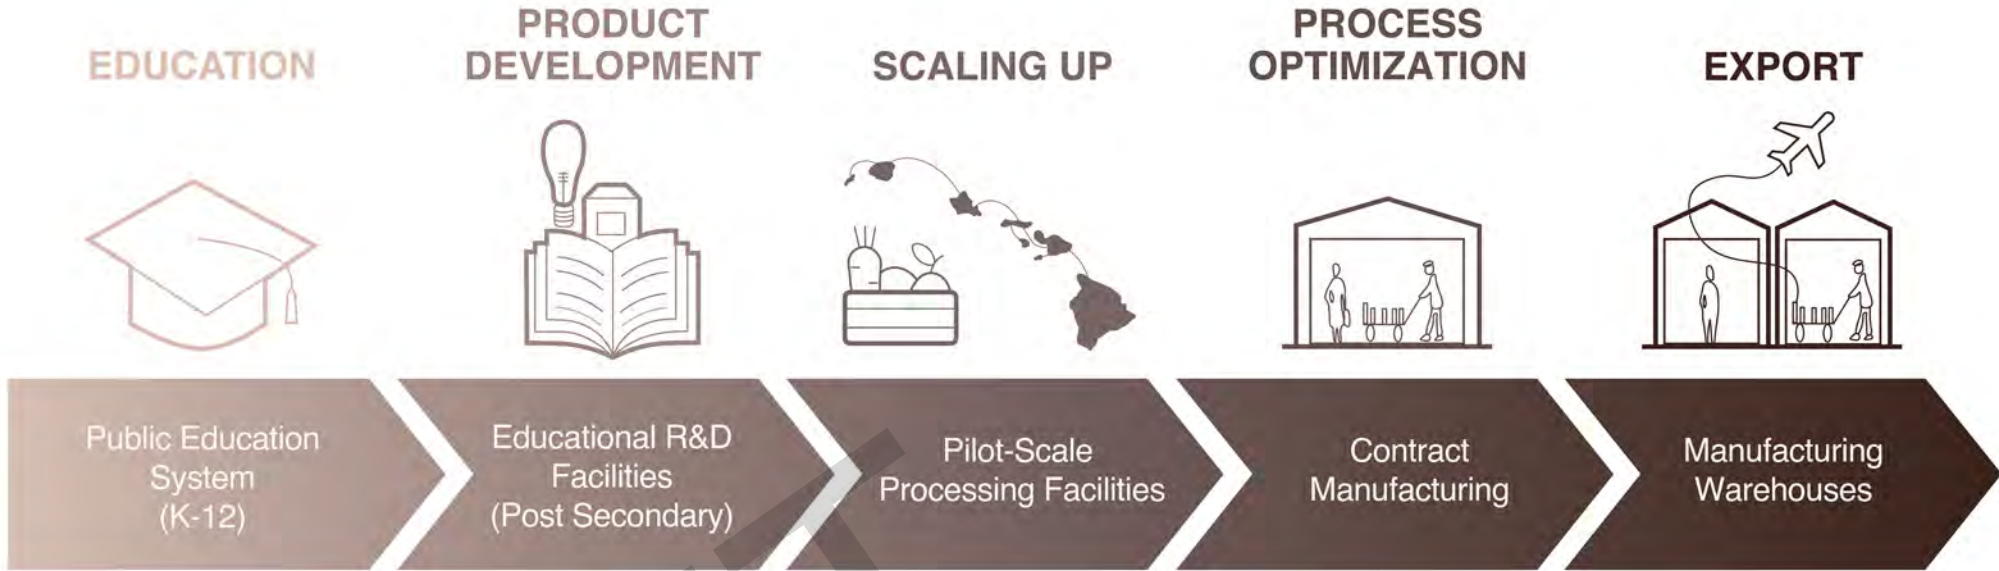 EDUCATION
PRODUCT
DEVELOPMENT
SCALING UP
PROCESS
OPTIMIZATION
EXPORT
Public Education
System
(K-12)
Educational R&D
Facilities
(Post Secondary)
Pilot-Scale
Processing Facilities
Contract
Manufacturing
Manufacturing
Warehouses